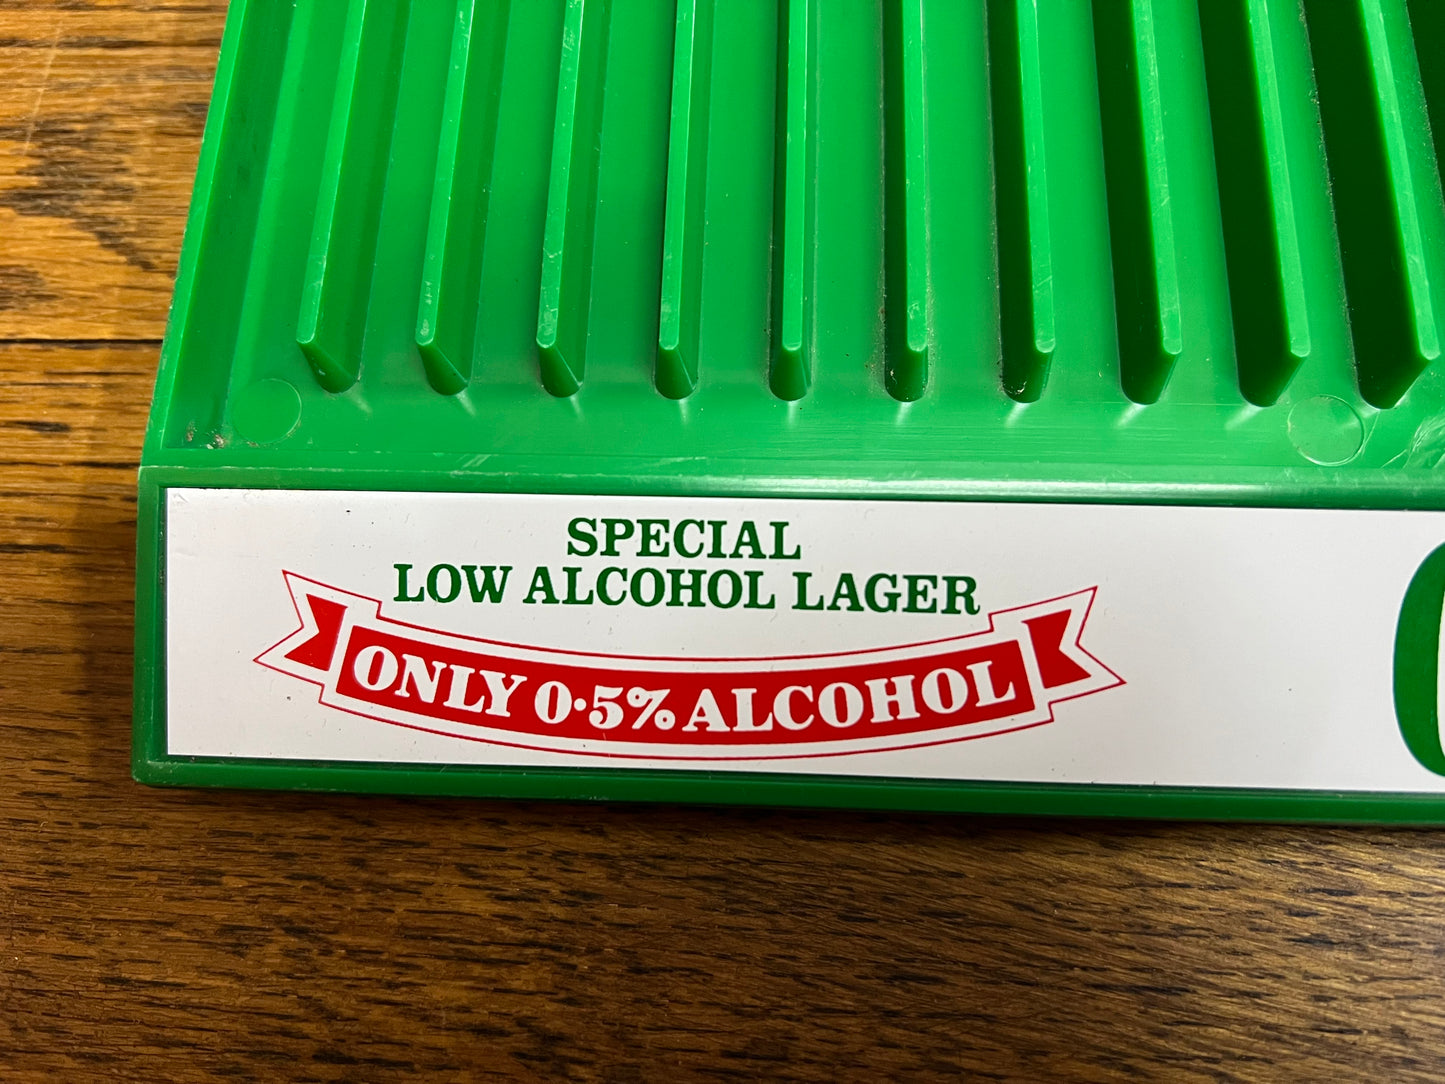 SPECIAL
LOW ALCOHOL LAGER
ONLY 0·5% ALCOHOL